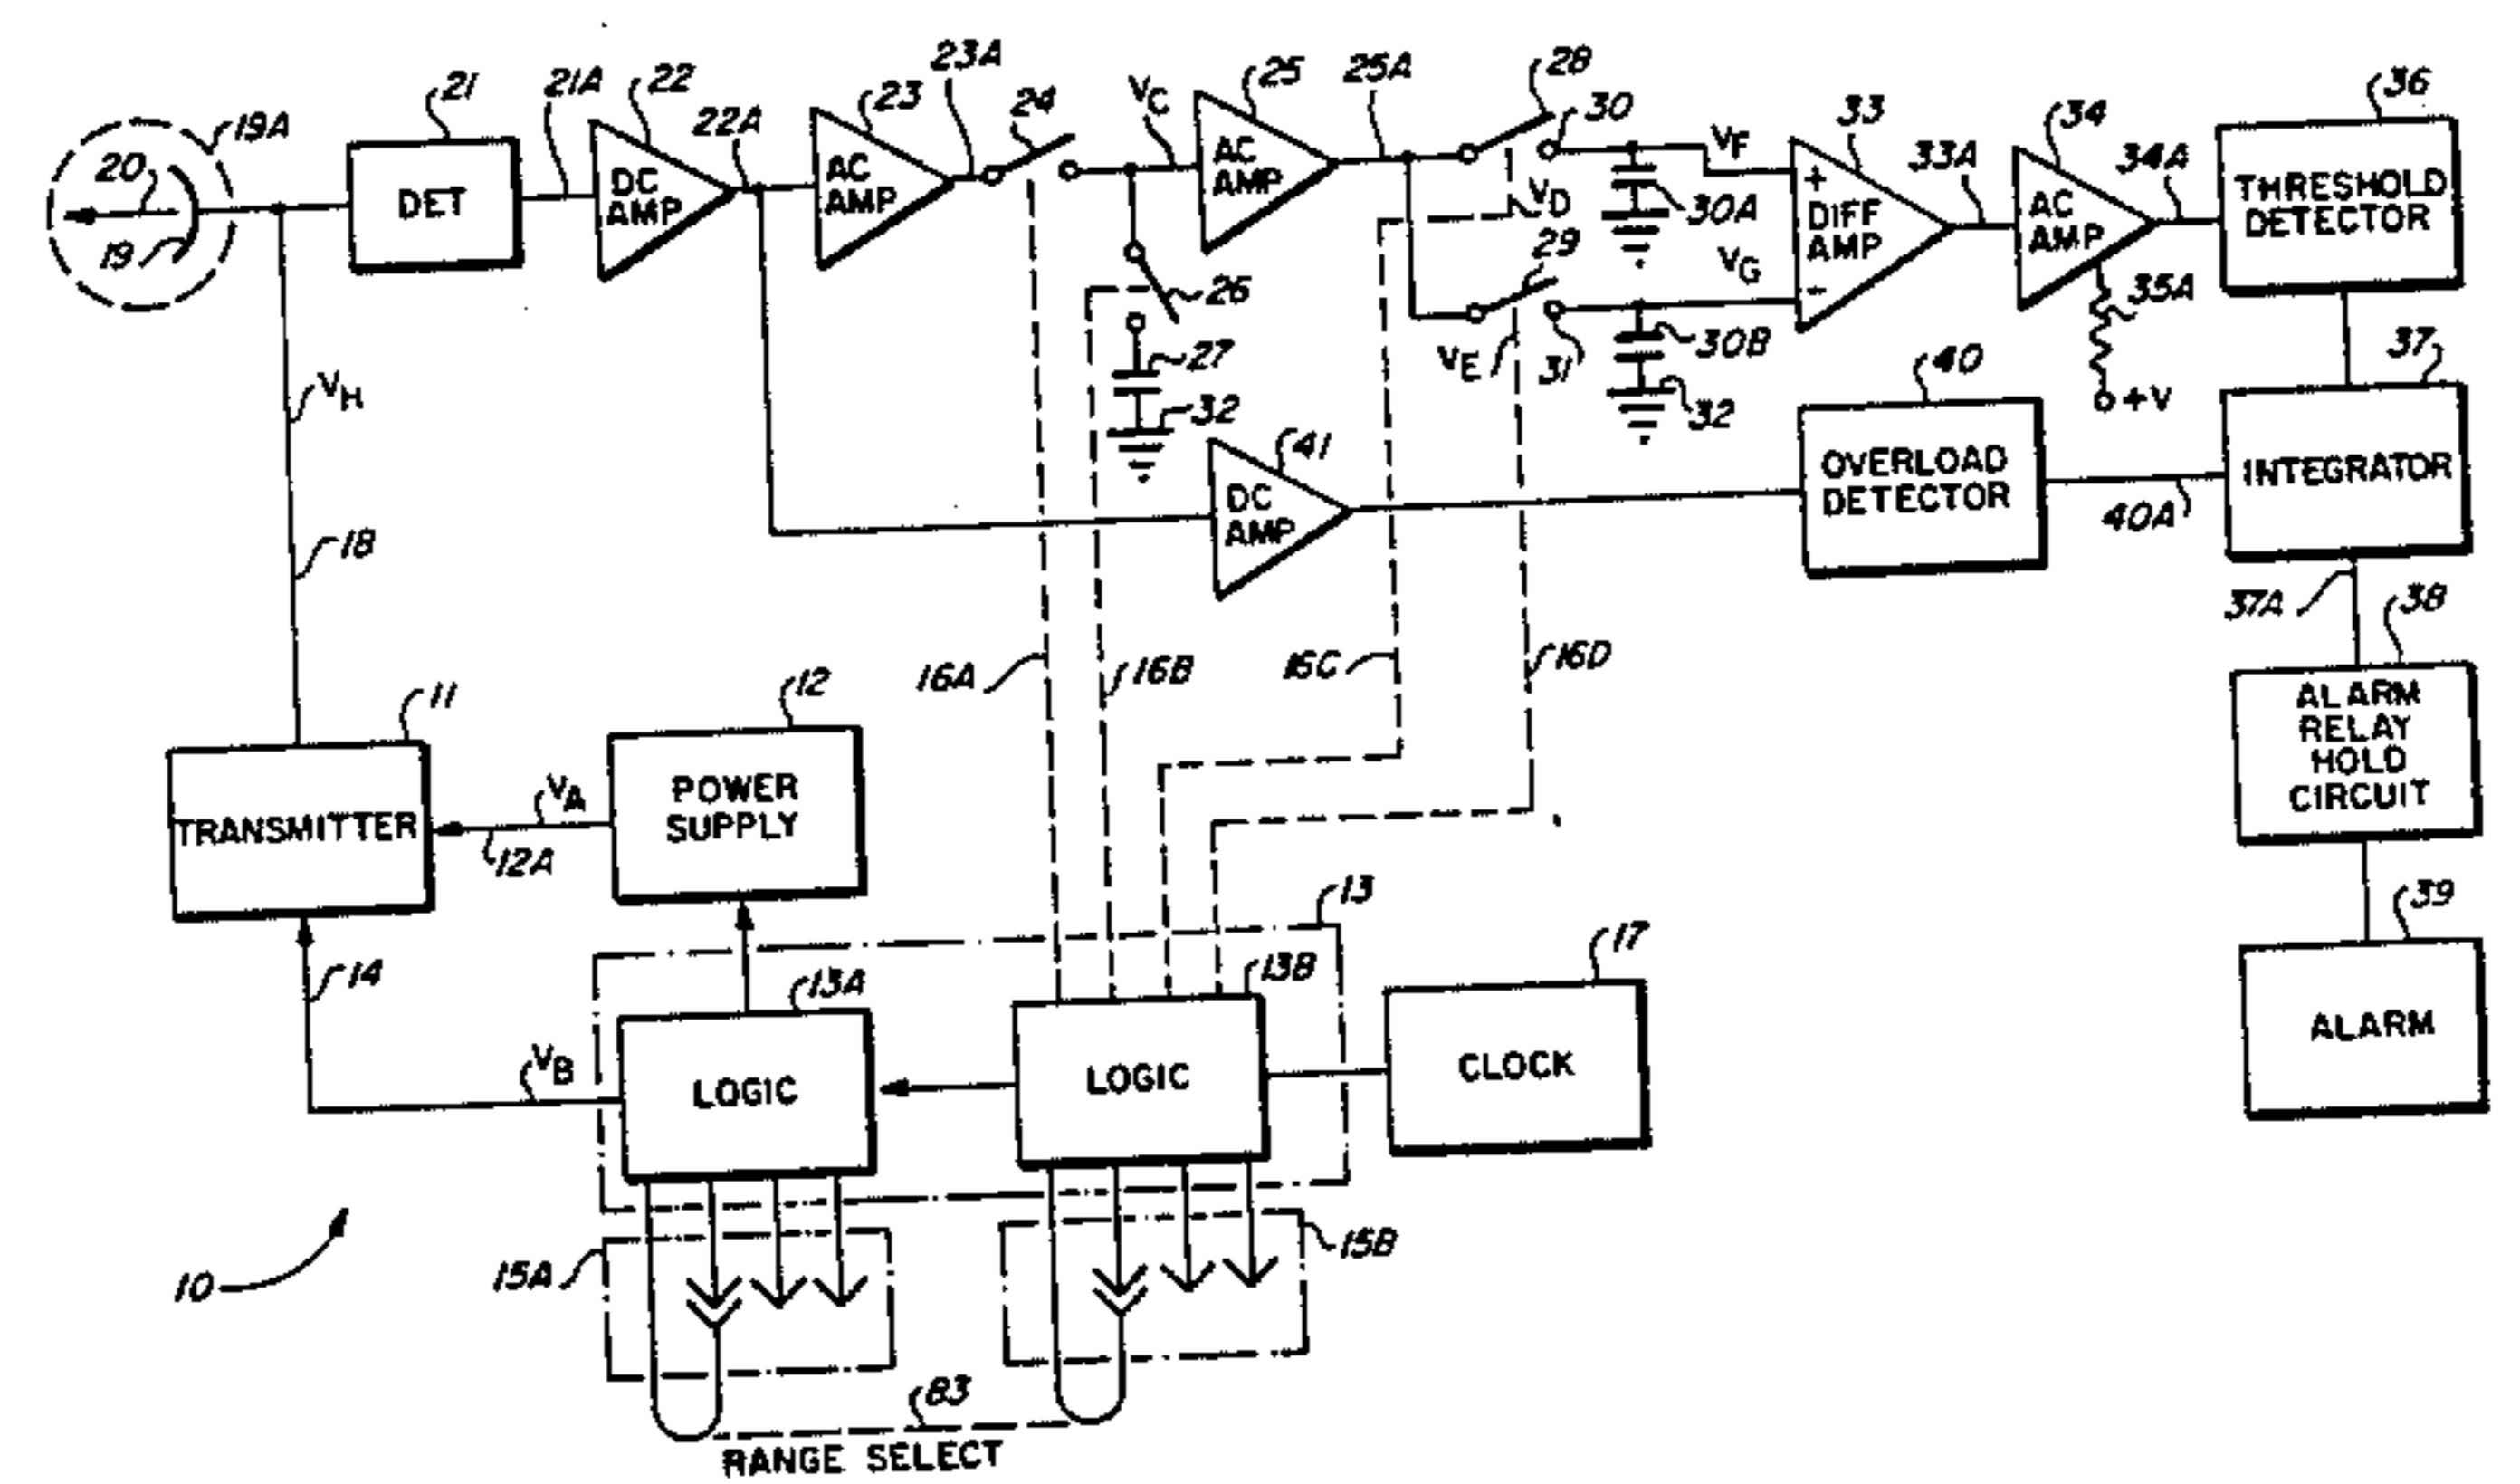 19A
20
19
21
DET
21A
22
DC
AMP
22A
23
AC
AMP
23A
24
VC
25
AC
AMP
25A
28
30
VF
30A
VD
29
VG
26
27
32
VE
31
30B
32
33
+
DIFF
AMP
-
33A
34
AC
AMP
34A
35A
+V
36
THRESHOLD
DETECTOR
37
INTEGRATOR
40
OVERLOAD
DETECTOR
40A
41
DC
AMP
37A
38
ALARM
RELAY
HOLD
CIRCUIT
39
ALARM
VH
18
16A
16B
16C
16D
11
TRANSMITTER
VA
12A
12
POWER
SUPPLY
13
14
VB
13A
LOGIC
13B
LOGIC
17
CLOCK
10
15A
15B
83
RANGE SELECT